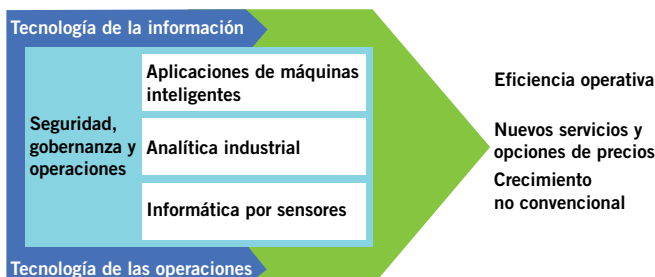 Tecnología de la información
Seguridad,
gobernanza y
operaciones
Aplicaciones de máquinas
inteligentes
Analítica industrial
Informática por sensores
Tecnología de las operaciones
Eficiencia operativa
Nuevos servicios y
opciones de precios
Crecimiento
no convencional